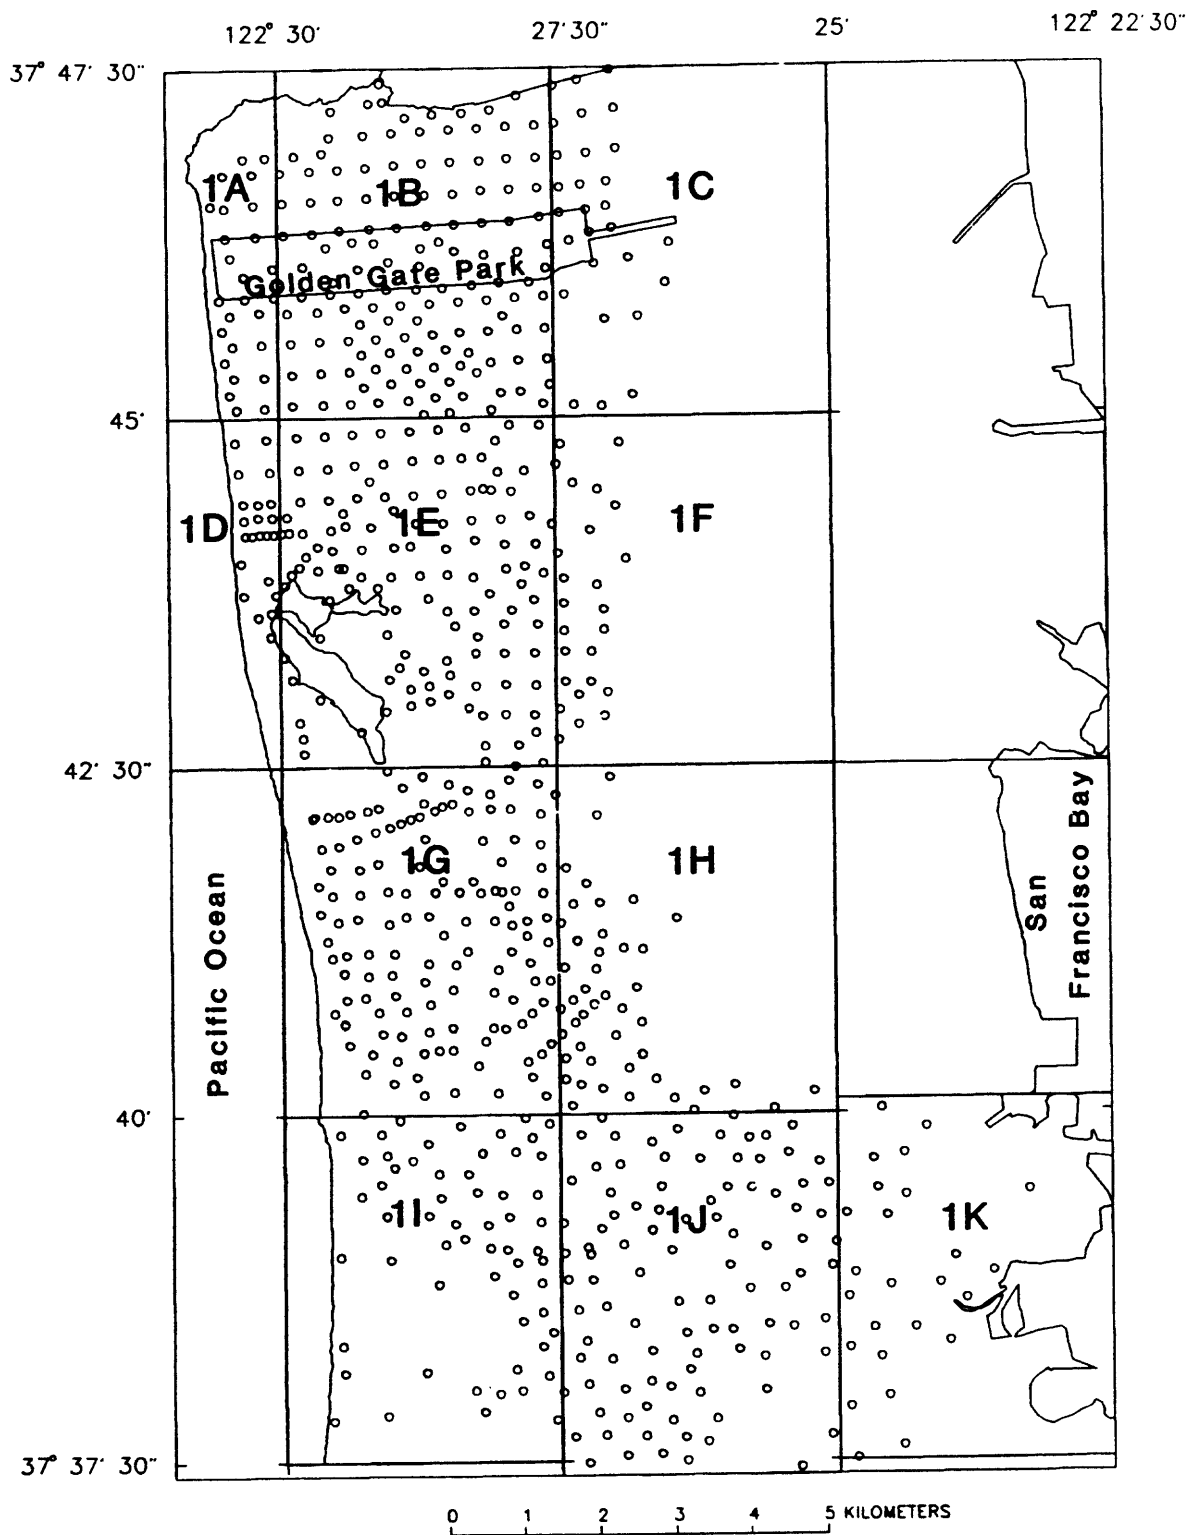 122° 30' 27'30" 25' 122° 22'30"
37° 47' 30"
1A 1B 1C
Golden Gate Park
45'
1D 1E 1F
42' 30"
1G 1H
Pacific Ocean
San
Francisco Bay
40'
1I 1J 1K
37° 37' 30"
0 1 2 3 4 5 KILOMETERS